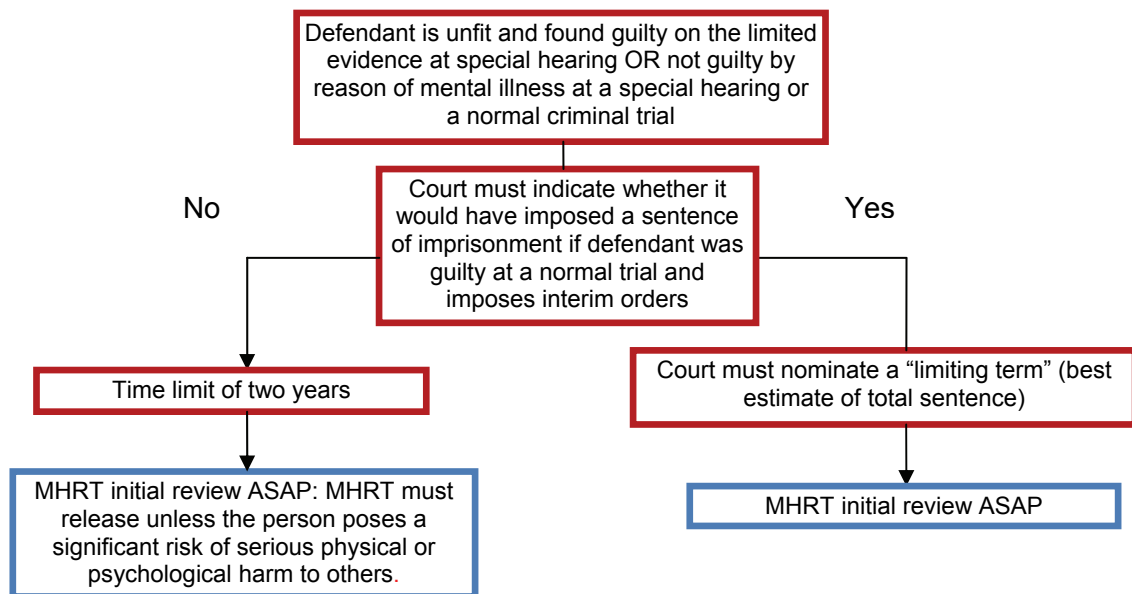 Defendant is unfit and found guilty on the limited
evidence at special hearing OR not guilty by
reason of mental illness at a special hearing or
a normal criminal trial
No
Court must indicate whether it
would have imposed a sentence
of imprisonment if defendant was
guilty at a normal trial and
imposes interim orders
Yes
Time limit of two years
Court must nominate a “limiting term” (best
estimate of total sentence)
MHRT initial review ASAP: MHRT must
release unless the person poses a
significant risk of serious physical or
psychological harm to others.
MHRT initial review ASAP